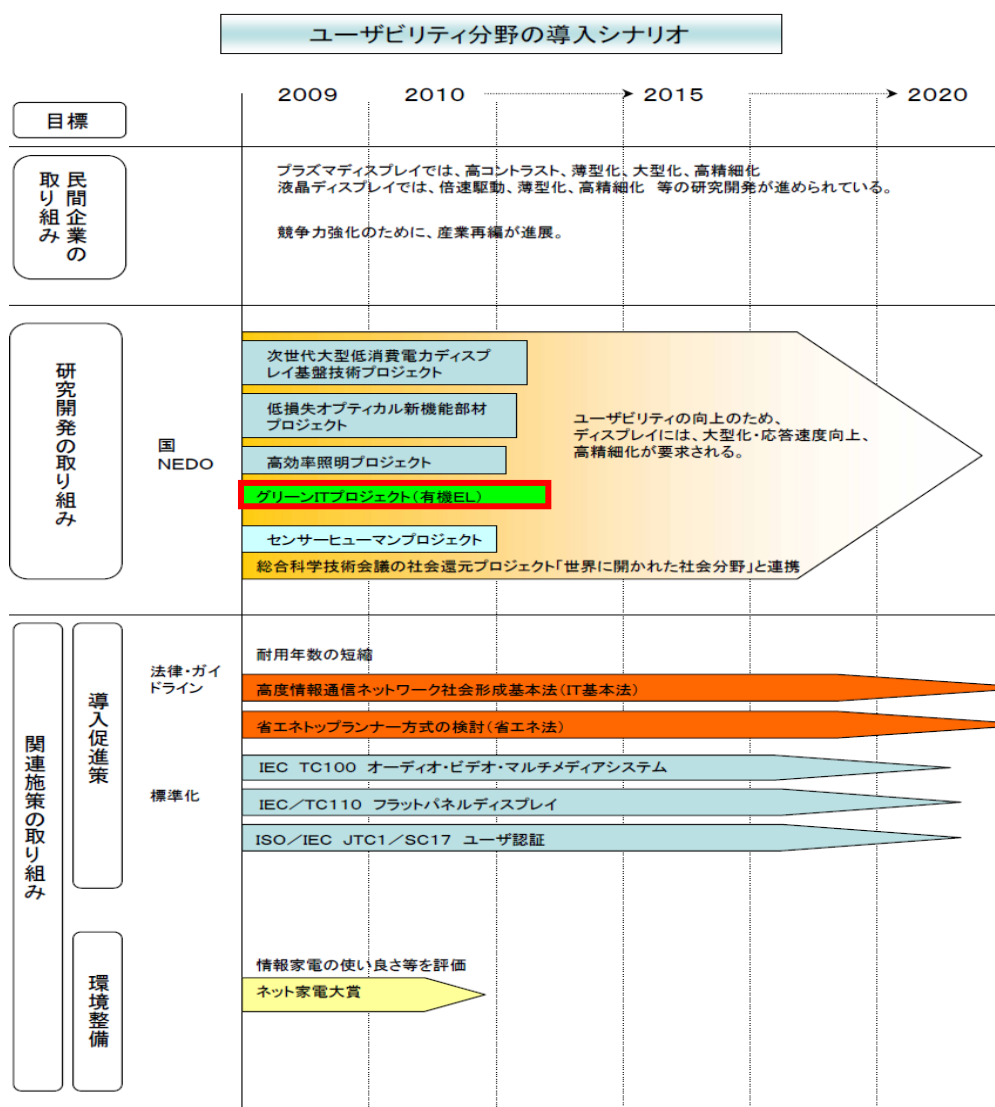 ユーザビリティ分野の導入シナリオ
2009
2010
2015
2020
目標
民間企業の
取り組み
プラズマディスプレイでは、高コントラスト、薄型化、大型化、高精細化
液晶ディスプレイでは、倍速駆動、薄型化、高精細化 等の研究開発が進められている。
競争力強化のために、産業再編が進展。
研究開発の取り組み
国
NEDO
次世代大型低消費電力ディスプ
レイ基盤技術プロジェクト
低損失オプティカル新機能部材
プロジェクト
高効率照明プロジェクト
グリーンITプロジェクト(有機EL)
センサーヒューマンプロジェクト
総合科学技術会議の社会還元プロジェクト「世界に開かれた社会分野」と連携
ユーザビリティの向上のため、
ディスプレイには、大型化・応答速度向上、
高精細化が要求される。
関連施策の取り組み
導入促進策
法律・ガイ
ドライン
耐用年数の短縮
高度情報通信ネットワーク社会形成基本法(IT基本法)
省エネトップランナー方式の検討(省エネ法)
標準化
IEC TC100 オーディオ・ビデオ・マルチメディアシステム
IEC/TC110 フラットパネルディスプレイ
ISO/IEC JTC1/SC17 ユーザ認証
環境整備
情報家電の使い良さ等を評価
ネット家電大賞